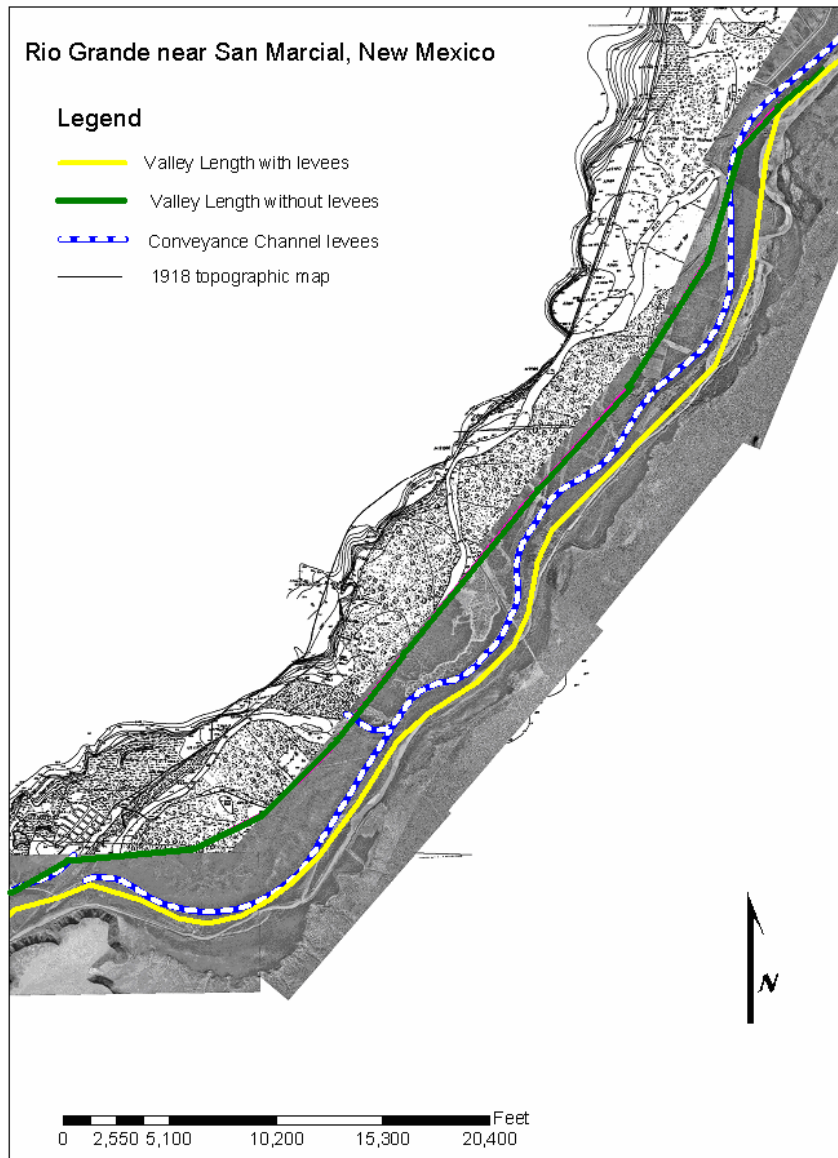 Rio Grande near San Marcial, New Mexico
Legend
Valley Length with levees
Valley Length without levees
Conveyance Channel levees
1918 topographic map
N
Feet
0 2,550 5,100 10,200 15,300 20,400